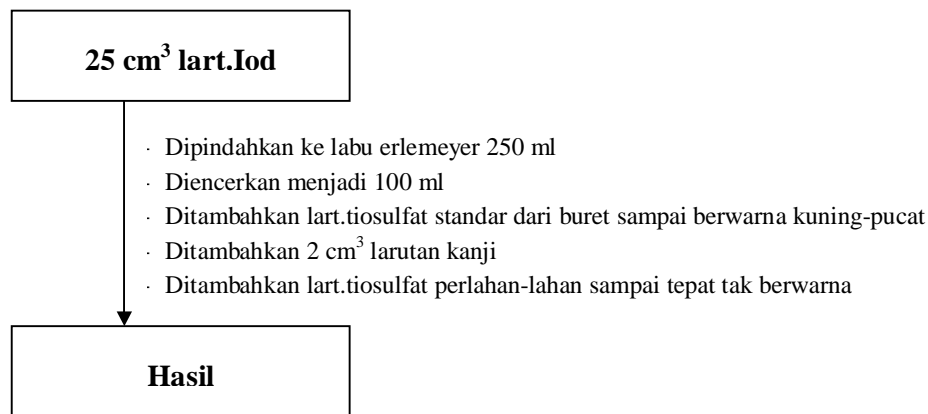 25 cm³ lart.Iod
· Dipindahkan ke labu erlemeyer 250 ml
· Diencerkan menjadi 100 ml
· Ditambahkan lart.tiosulfat standar dari buret sampai berwarna kuning-pucat
· Ditambahkan 2 cm³ larutan kanji
· Ditambahkan lart.tiosulfat perlahan-lahan sampai tepat tak berwarna
Hasil